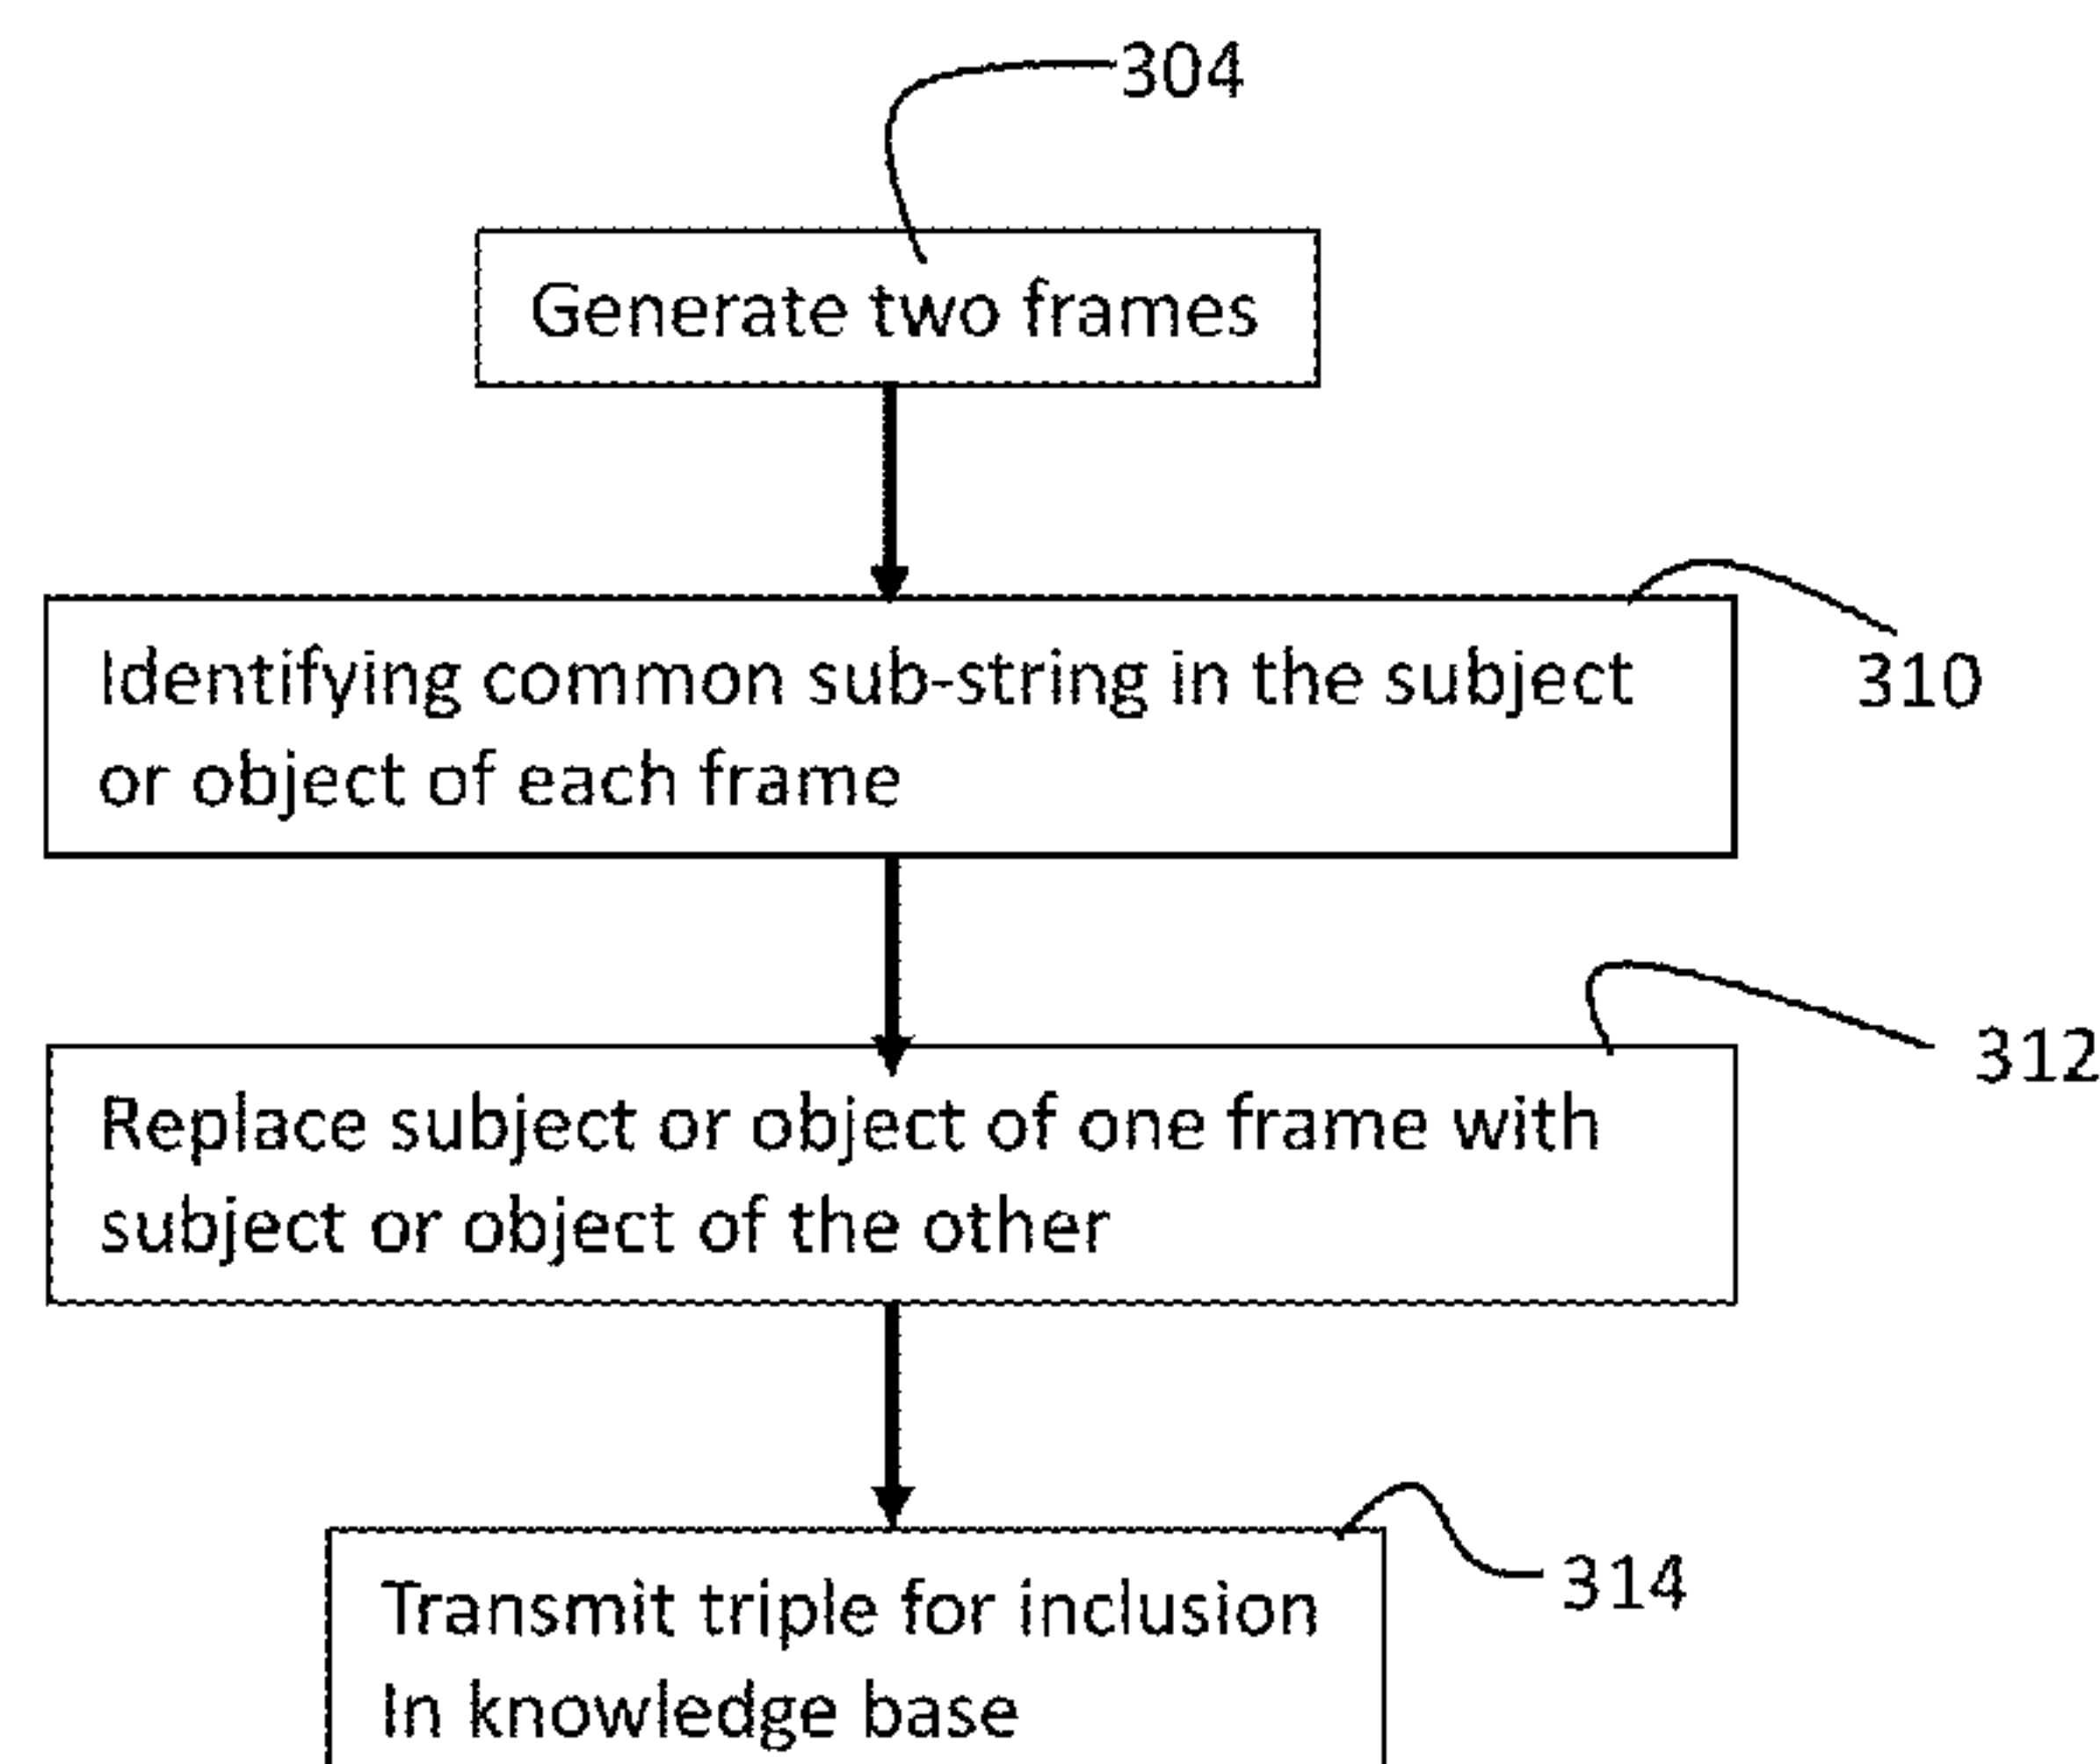 304
Generate two frames
Identifying common sub-string in the subject
or object of each frame
310
Replace subject or object of one frame with
subject or object of the other
312
Transmit triple for inclusion
In knowledge base
314